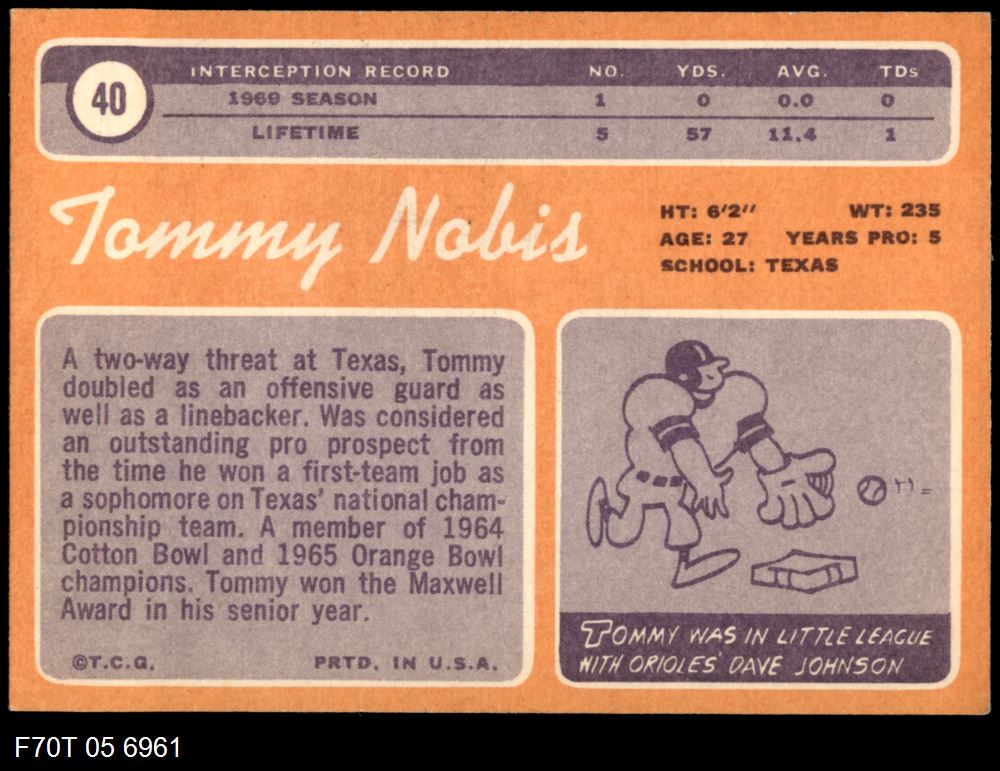 40
INTERCEPTION RECORD NO. YDS. AVG. TDs
1969 SEASON 1 0 0.0 0
LIFETIME 5 57 11.4 1
Tommy Nobis
HT: 6'2" WT: 235
AGE: 27 YEARS PRO: 5
SCHOOL: TEXAS
A two-way threat at Texas, Tommy
doubled as an offensive guard as
well as a linebacker. Was considered
an outstanding pro prospect from
the time he won a first-team job as
a sophomore on Texas' national cham-
pionship team. A member of 1964
Cotton Bowl and 1965 Orange Bowl
champions. Tommy won the Maxwell
Award in his senior year.
©T.C.G. PRTD. IN U.S.A.
TOMMY WAS IN LITTLE LEAGUE
WITH ORIOLES' DAVE JOHNSON
F70T 05 6961